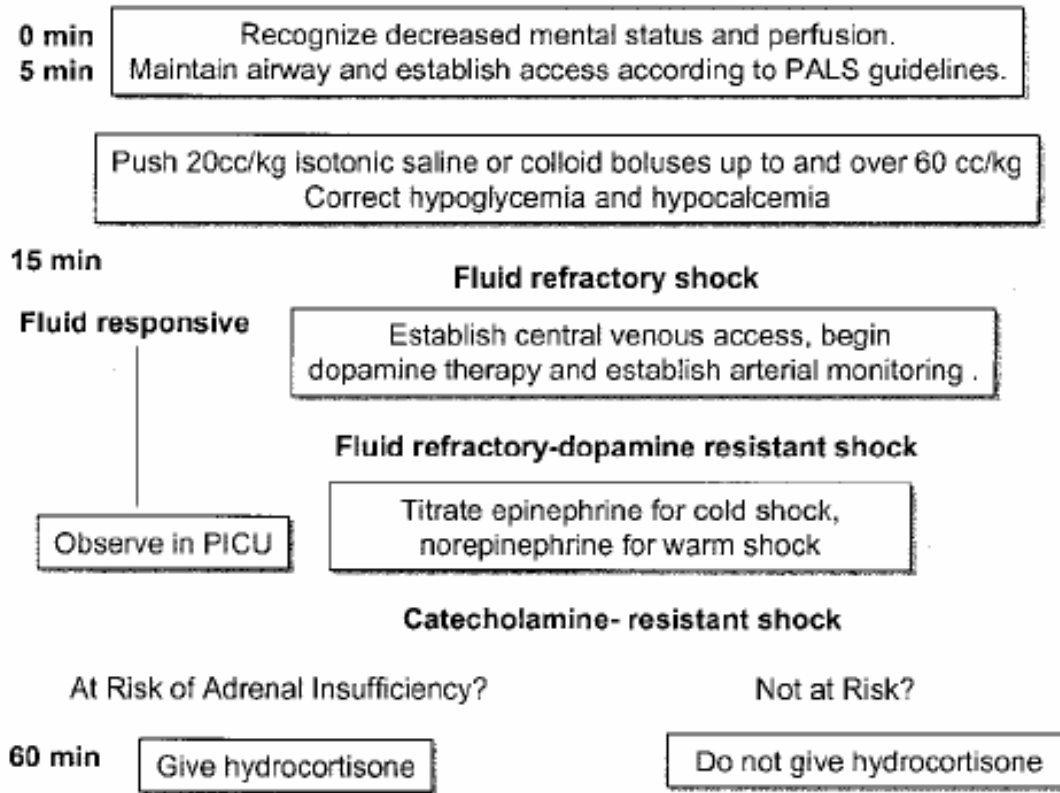 0 min
Recognize decreased mental status and perfusion.
5 min
Maintain airway and establish access according to PALS guidelines.
Push 20cc/kg isotonic saline or colloid boluses up to and over 60 cc/kg
Correct hypoglycemia and hypocalcemia
15 min
Fluid refractory shock
Fluid responsive
Establish central venous access, begin
dopamine therapy and establish arterial monitoring .
Fluid refractory-dopamine resistant shock
Observe in PICU
Titrate epinephrine for cold shock,
norepinephrine for warm shock
Catecholamine- resistant shock
At Risk of Adrenal Insufficiency?
Not at Risk?
60 min
Give hydrocortisone
Do not give hydrocortisone